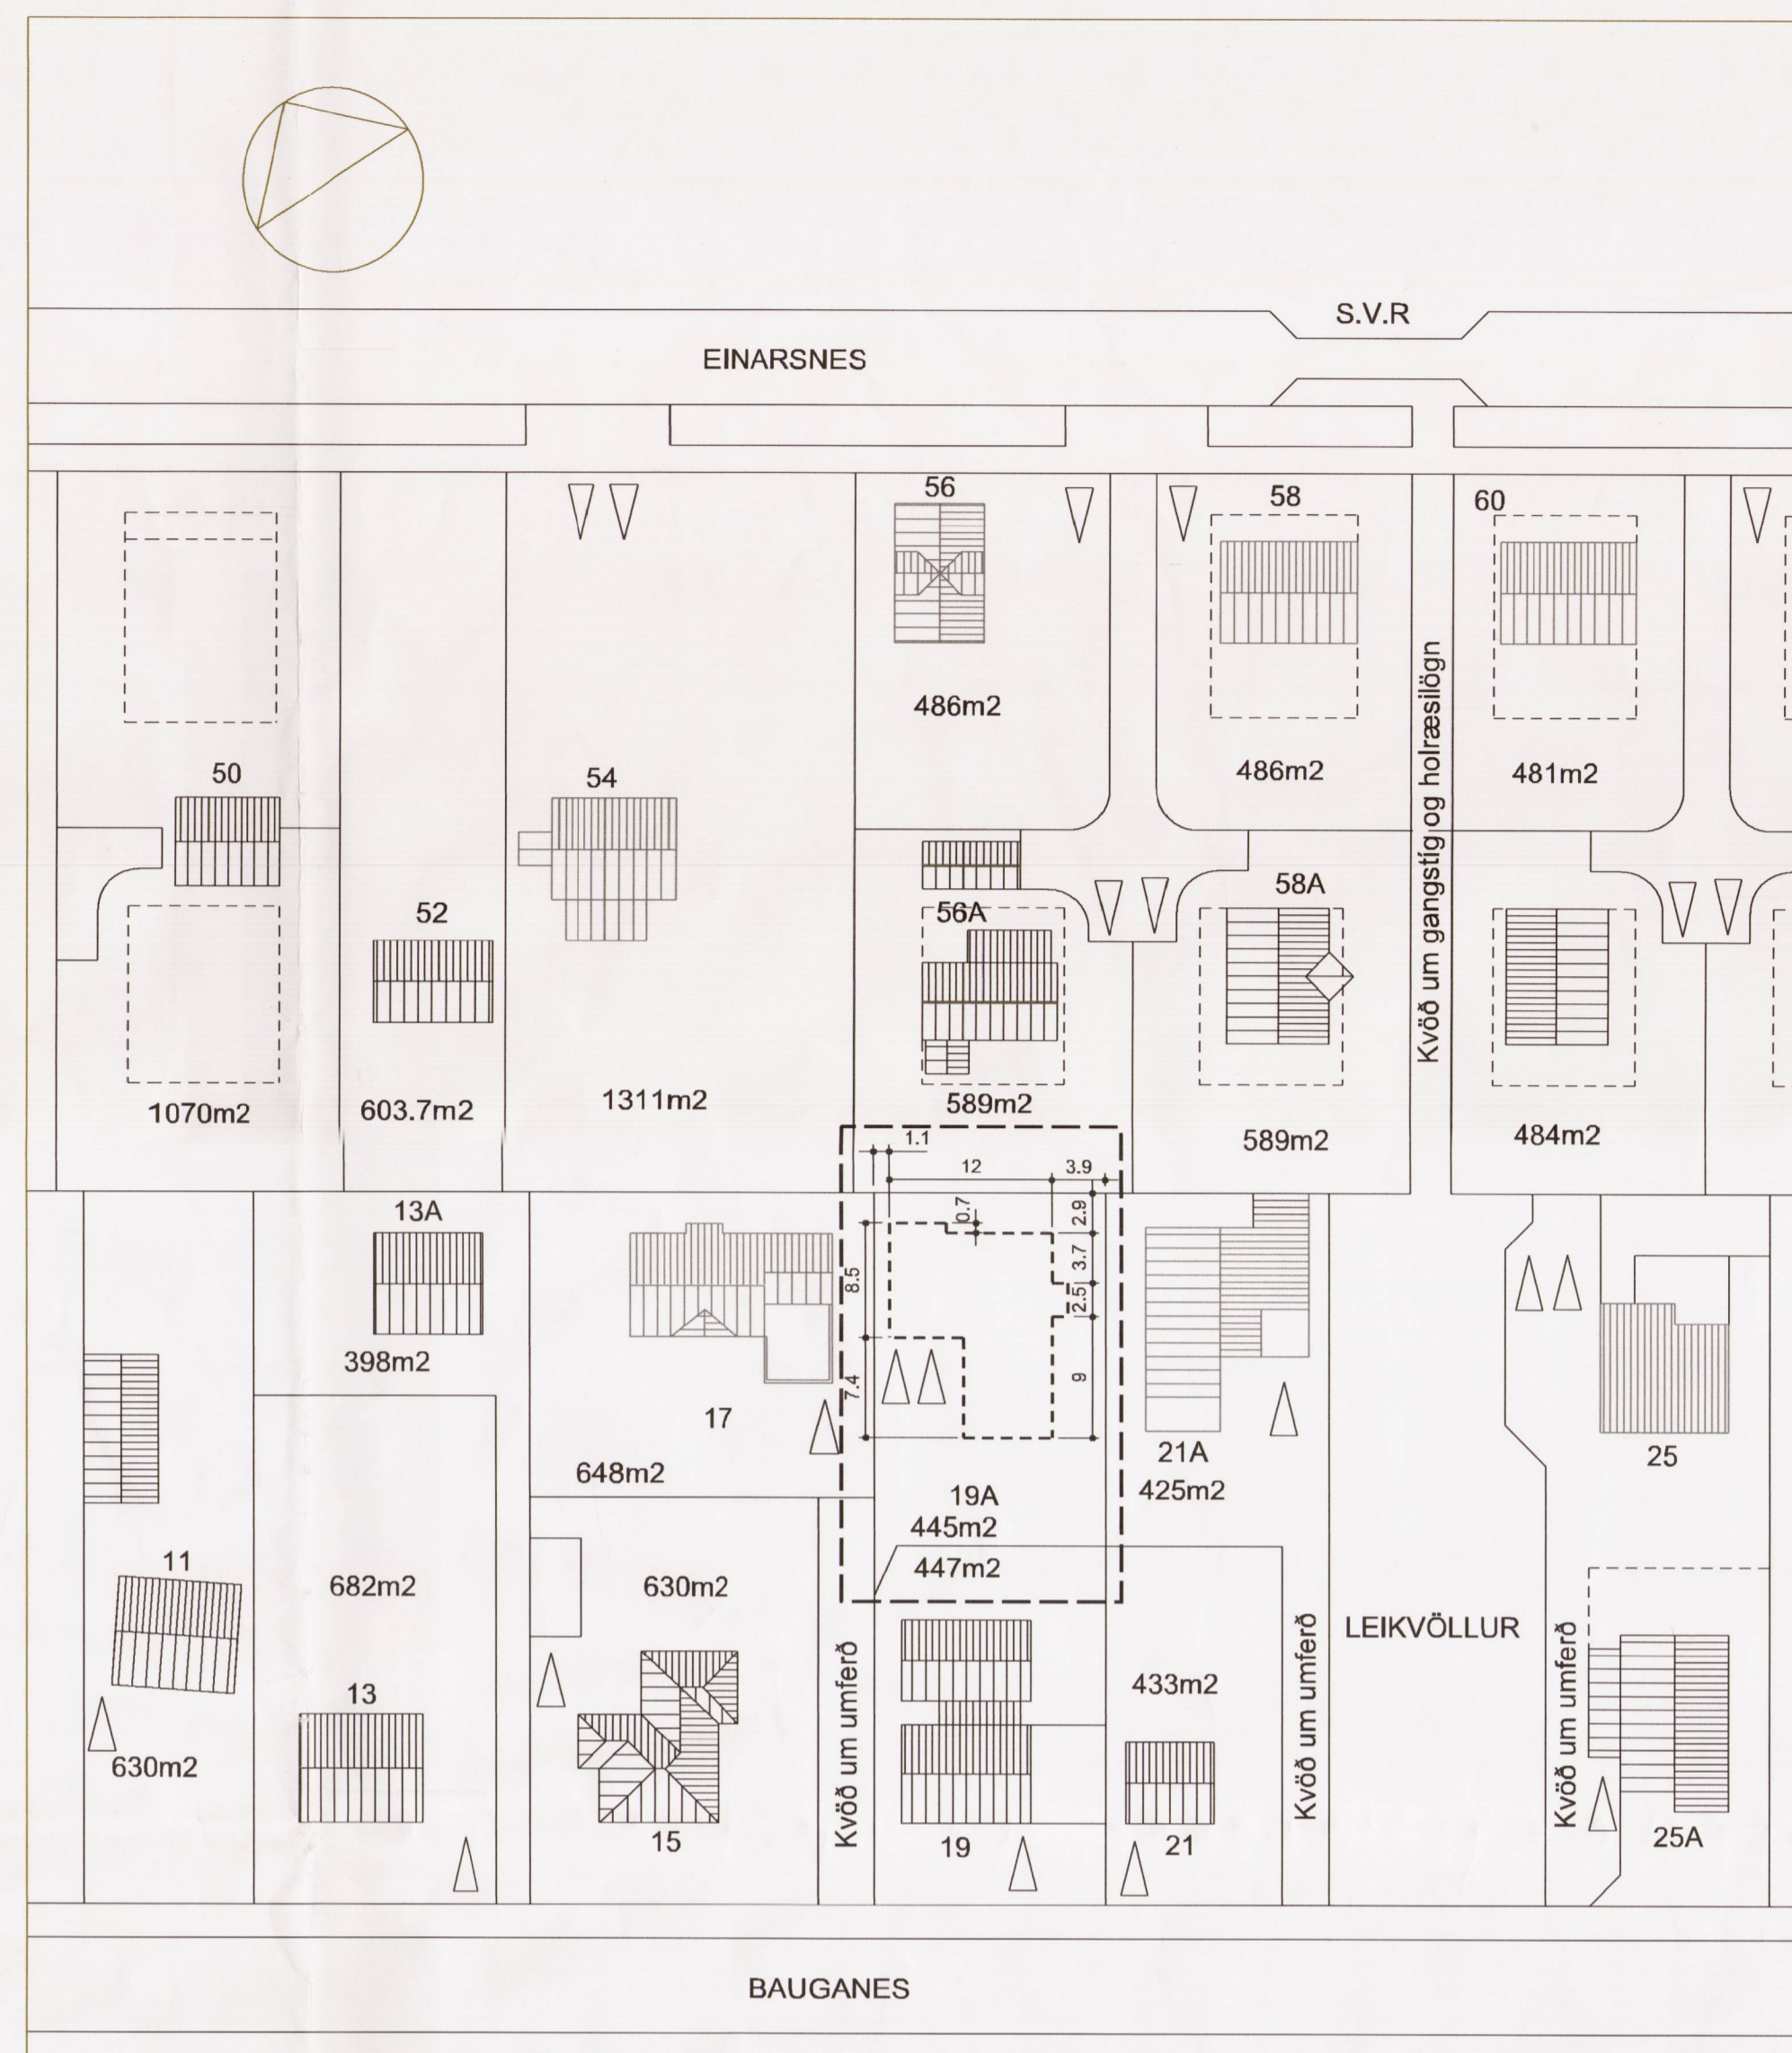 S.V.R
EINARSNES
56
58
60
486m2
486m2
481m2
Kvöð um gangstíg og holræsilögn
50
54
52
56A
58A
1070m2
603.7m2
1311m2
589m2
589m2
484m2
1.1
12
3.9
0.7
2.9
3.7
2.5
9
8.5
7.4
13A
398m2
17
648m2
21A
425m2
25
19A
445m2
447m2
11
682m2
630m2
433m2
LEIKVÖLLUR
13
630m2
15
Kvöð um umferð
19
21
Kvöð um umferð
Kvöð um umferð
25A
BAUGANES